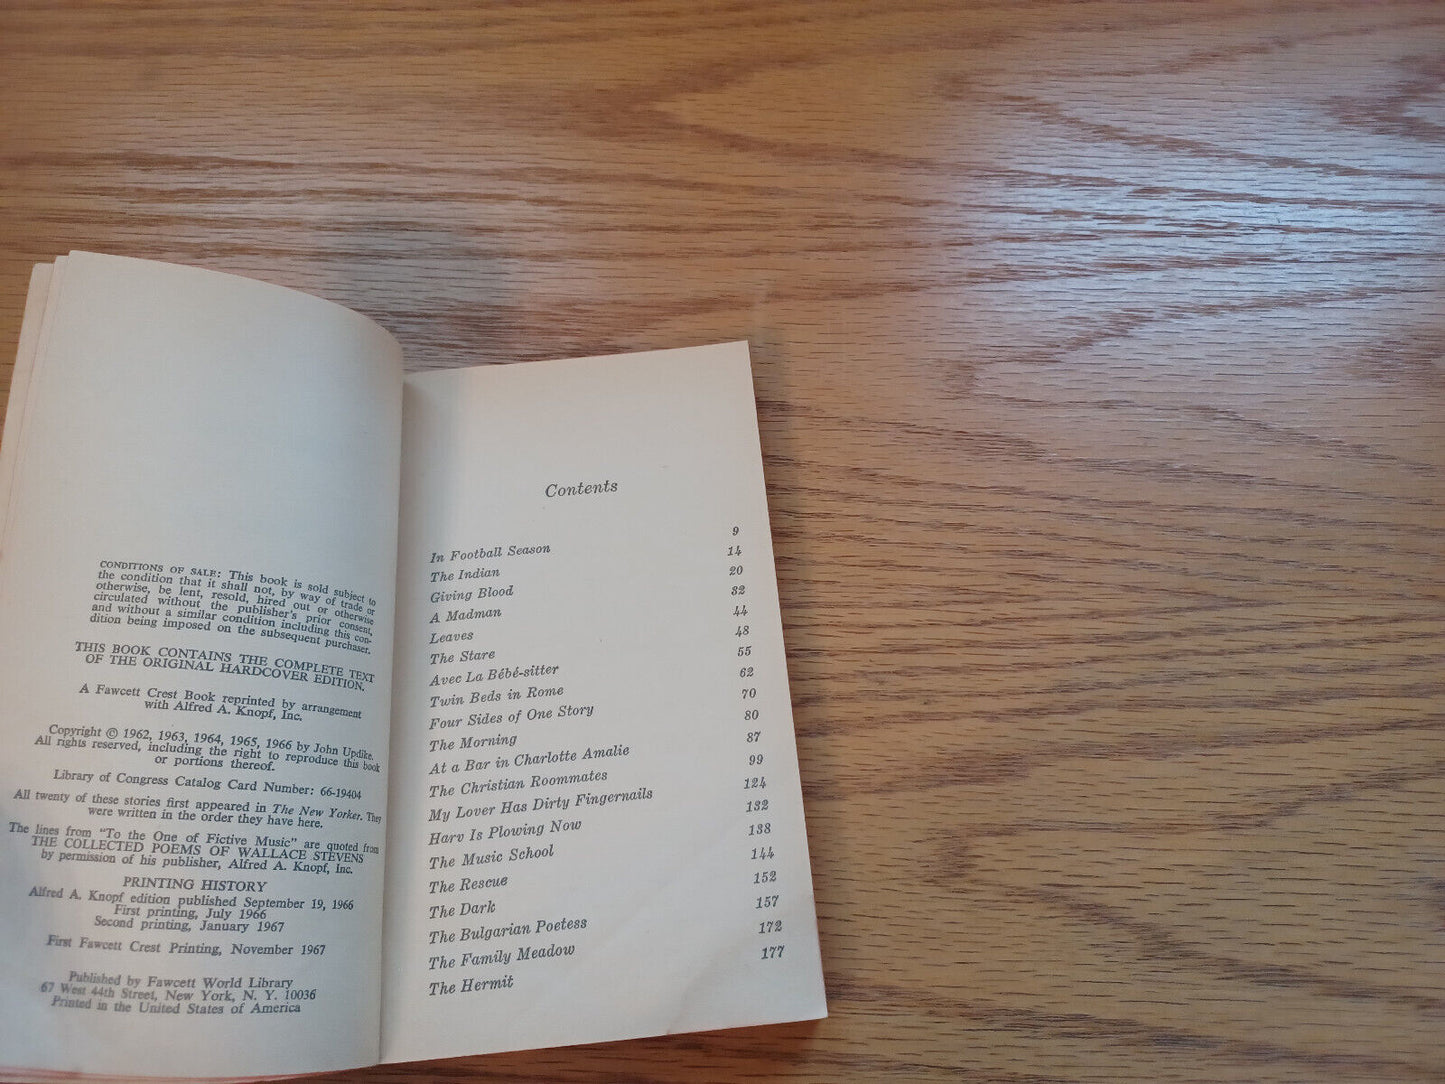 CONDITIONS OF SALE: This book is sold subject to
the condition that it shall not, by way of trade or
otherwise, be lent, resold, hired out or otherwise
circulated without the publisher's prior consent,
and without a similar condition including this con-
dition being imposed on the subsequent purchaser.
THIS BOOK CONTAINS THE COMPLETE TEXT
OF THE ORIGINAL HARDCOVER EDITION.
A Fawcett Crest Book reprinted by arrangement
with Alfred A. Knopf, Inc.
Copyright © 1962, 1963, 1964, 1965, 1966 by John Updike.
All rights reserved, including the right to reproduce this book
or portions thereof.
Library of Congress Catalog Card Number: 66-19404
All twenty of these stories first appeared in The New Yorker. They
were written in the order they have here.
The lines from "To the One of Fictive Music" are quoted from
THE COLLECTED POEMS OF WALLACE STEVENS
by permission of his publisher, Alfred A. Knopf, Inc.
PRINTING HISTORY
Alfred A. Knopf edition published September 19, 1966
First printing, July 1966
Second printing, January 1967
First Fawcett Crest Printing, November 1967
Published by Fawcett World Library
67 West 44th Street, New York, N. Y. 10036
Printed in the United States of America
Contents
In Football Season 9
The Indian 14
Giving Blood 20
A Madman 32
Leaves 44
The Stare 48
Avec La Bébé-sitter 55
Twin Beds in Rome 62
Four Sides of One Story 70
The Morning 80
At a Bar in Charlotte Amalie 87
The Christian Roommates 99
My Lover Has Dirty Fingernails 124
Harv Is Plowing Now 132
The Music School 138
The Rescue 144
The Dark 152
The Bulgarian Poetess 157
The Family Meadow 172
The Hermit 177